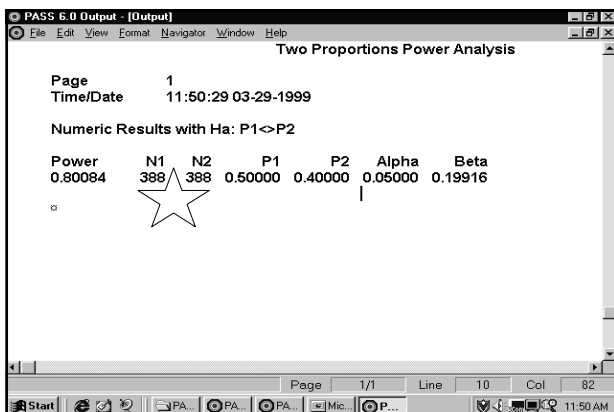 PASS 6.0 Output - [Output]
File Edit View Format Navigator Window Help
Two Proportions Power Analysis
Page 1
Time/Date 11:50:29 03-29-1999
Numeric Results with Ha: P1<>P2
Power N1 N2 P1 P2 Alpha Beta
0.80084 388 388 0.50000 0.40000 0.05000 0.19916
Page 1/1 Line 10 Col 82
Start PA... PA... PA... Mic... P... 11:50 AM